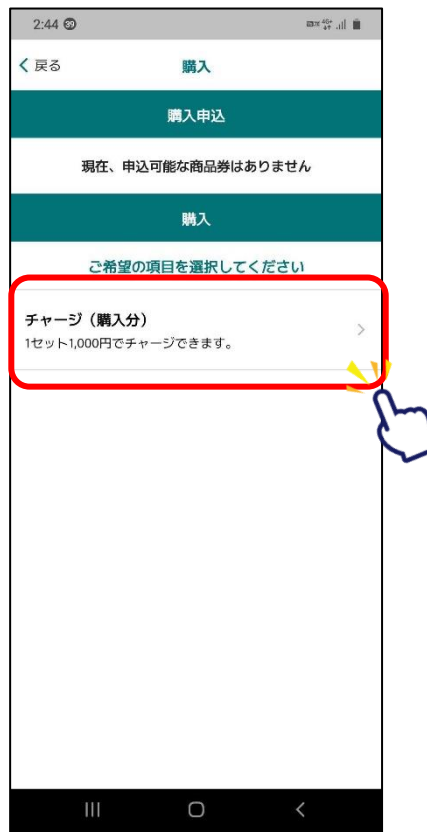 2:44
戻る
購入
購入申込
現在、申込可能な商品券はありません
購入
ご希望の項目を選択してください
チャージ（購入分）
1セット1,000円でチャージできます。